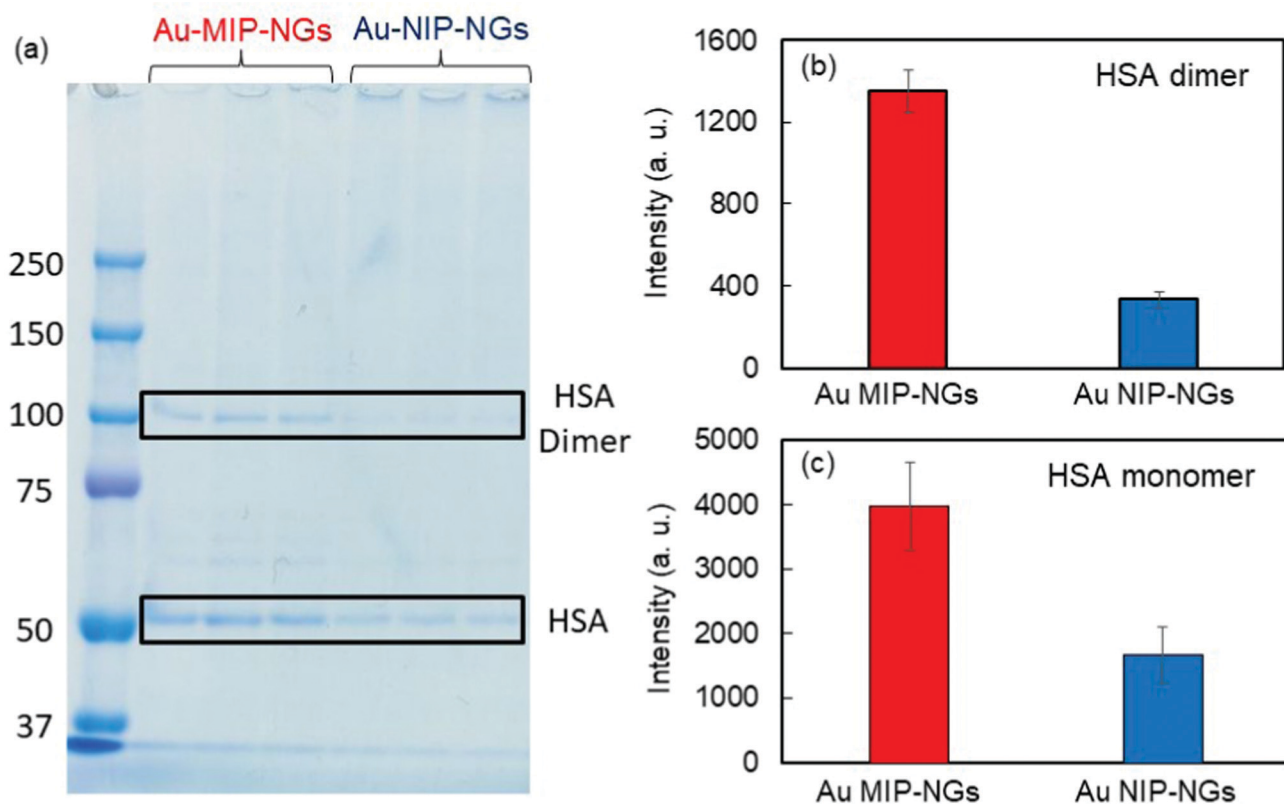 (a)
Au-MIP-NGs Au-NIP-NGs
250
150
100
75
50
37
HSA
Dimer
HSA
(b)
HSA dimer
Intensity (a. u.)
1600
1200
800
400
0
Au MIP-NGs Au NIP-NGs
(c)
HSA monomer
Intensity (a. u.)
5000
4000
3000
2000
1000
0
Au MIP-NGs Au NIP-NGs